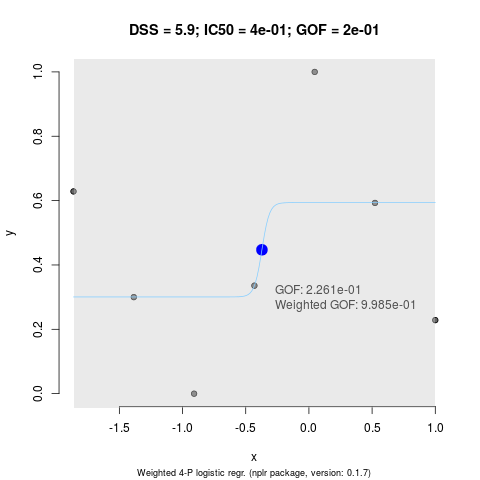 DSS = 5.9; IC50 = 4e-01; GOF = 2e-01
1.0
0.8
0.6
0.4
0.2
0.0
y
GOF: 2.261e-01
Weighted GOF: 9.985e-01
-1.5 -1.0 -0.5 0.0 0.5 1.0
x
Weighted 4-P logistic regr. (nplr package, version: 0.1.7)